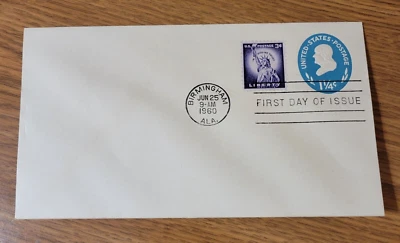 U.S. POSTAGE 3¢
LIBERTY
UNITED·STATES·POSTAGE
1¼¢
BIRMINGHAM
JUN 25
9-AM
1960
ALA.
FIRST DAY OF ISSUE